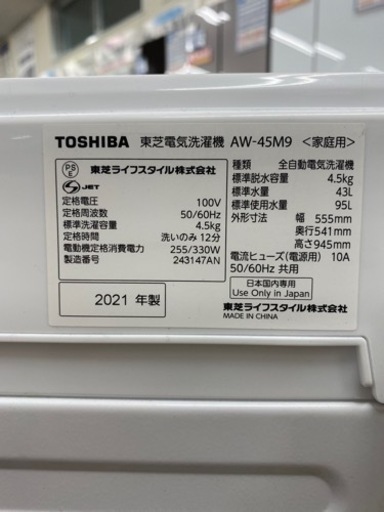 TOSHIBA 東芝電気洗濯機 AW-45M9 <家庭用>
PS E
S-JET
東芝ライフスタイル株式会社
定格電圧 100V
定格周波数 50/60Hz
標準洗濯容量 4.5kg
定格時間 洗いのみ 12分
電動機定格消費電力 255/330W
製造番号 243147AN
2021 年製
種類 全自動電気洗濯機
標準脱水容量 4.5kg
標準水量 43L
標準使用水量 95L
外形寸法 幅 555mm
奥行541mm
高さ945mm
電流ヒューズ(電源用) 10A
50/60Hz 共用
日本国内専用
Use Only in Japan
東芝ライフスタイル株式会社
MADE IN CHINA